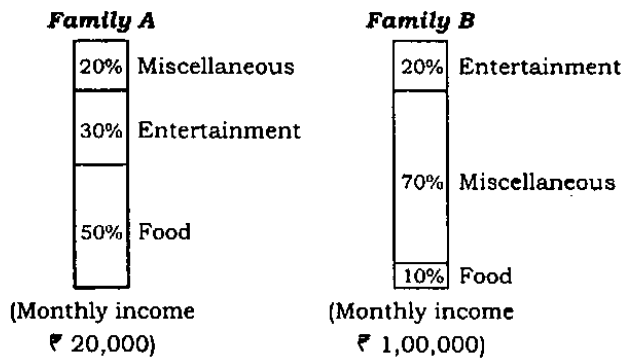 Family A
20% Miscellaneous
30% Entertainment
50% Food
(Monthly income
₹ 20,000)
Family B
20% Entertainment
70% Miscellaneous
10% Food
(Monthly income
₹ 1,00,000)